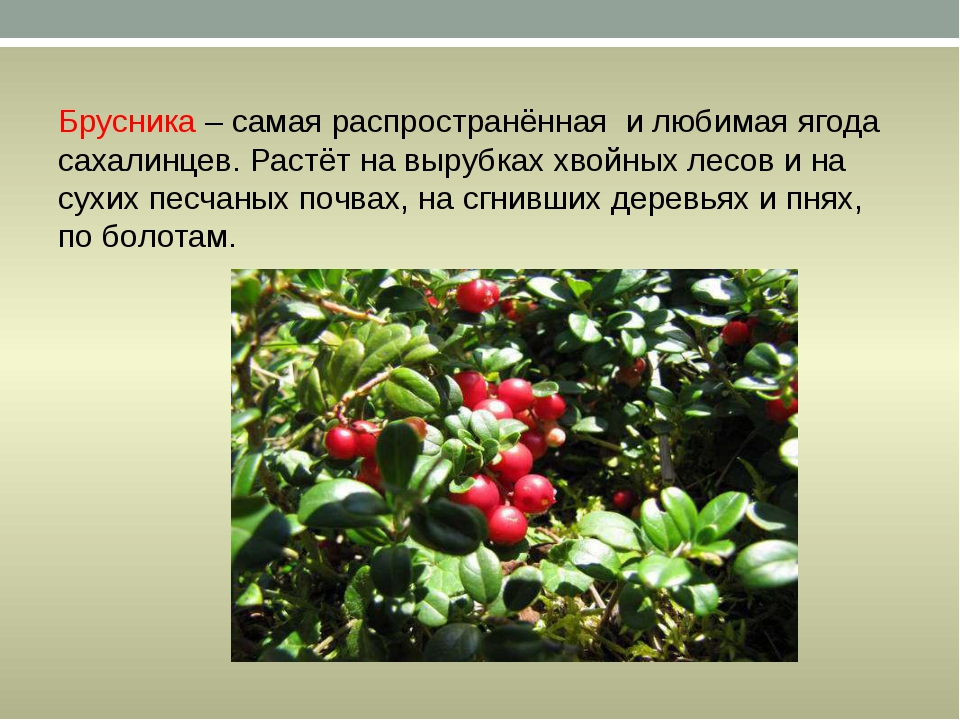 Брусника – самая распространённая  и любимая ягода
сахалинцев. Растёт на вырубках хвойных лесов и на
сухих песчаных почвах, на сгнивших деревьях и пнях,
по болотам.